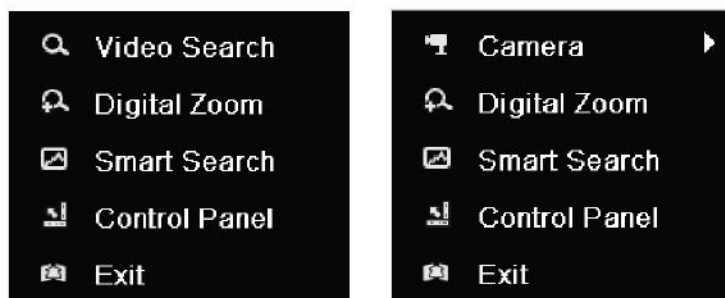 Video Search
Digital Zoom
Smart Search
Control Panel
Exit
Camera
Digital Zoom
Smart Search
Control Panel
Exit